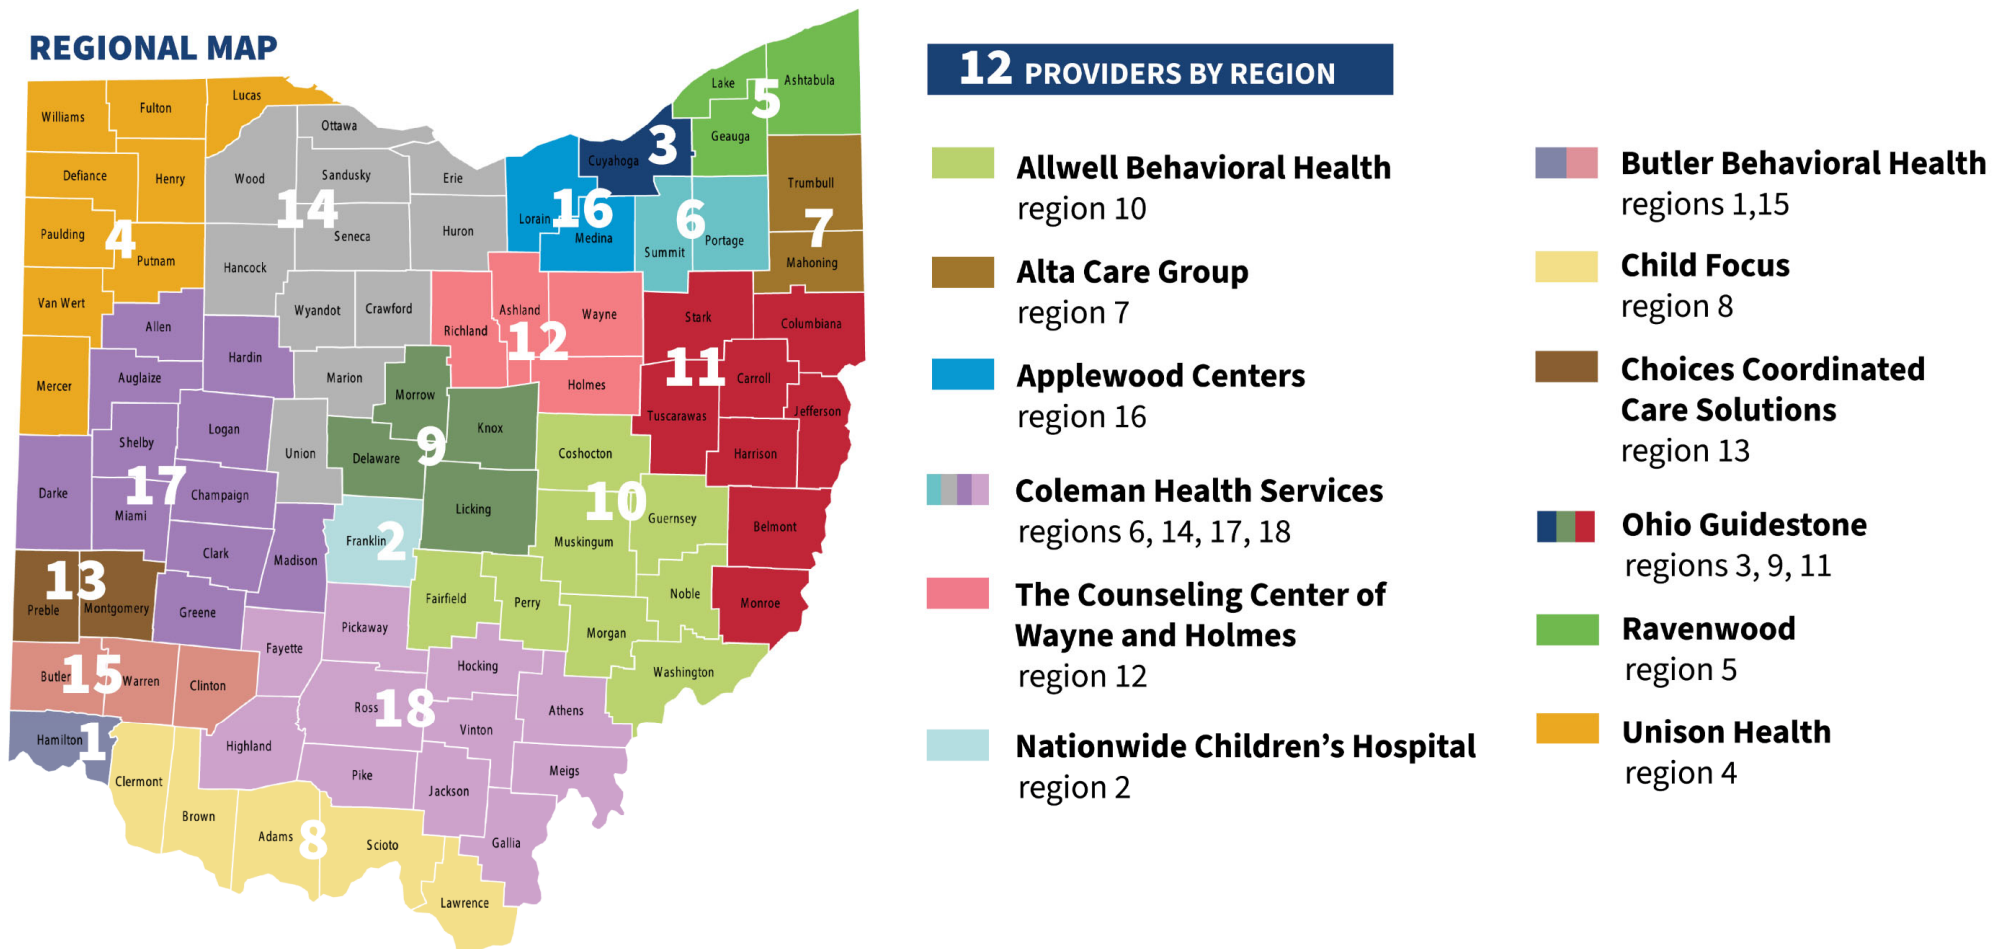 REGIONAL MAP
Williams
Fulton
Lucas
Defiance
Henry
Paulding
4
Putnam
Van Wert
Mercer
Ottawa
Wood
Sandusky
Erie
14
Seneca
Huron
Hancock
Wyandot
Crawford
Marion
Union
Lake
Ashtabula
5
Geauga
Cuyahoga
3
Lorain
16
Medina
6
Summit
Portage
Trumbull
7
Mahoning
Richland
Ashland
Wayne
12
Holmes
Stark
Columbiana
11
Carroll
Tuscarawas
Jefferson
Harrison
Belmont
Monroe
Allen
Hardin
Auglaize
Logan
Shelby
17
Champaign
Darke
Miami
Clark
Madison
Greene
Morrow
Knox
9
Delaware
Licking
Franklin
2
Coshocton
10
Guernsey
Muskingum
Fairfield
Perry
Noble
Morgan
Washington
13
Preble
Montgomery
Butler
15
Warren
Clinton
Hamilton
1
Pickaway
Fayette
Hocking
Ross
18
Athens
Vinton
Highland
Pike
Meigs
Jackson
Gallia
Clermont
Brown
Adams
8
Scioto
Lawrence
12 PROVIDERS BY REGION
Allwell Behavioral Health
region 10
Alta Care Group
region 7
Applewood Centers
region 16
Coleman Health Services
regions 6, 14, 17, 18
The Counseling Center of
Wayne and Holmes
region 12
Nationwide Children’s Hospital
region 2
Butler Behavioral Health
regions 1,15
Child Focus
region 8
Choices Coordinated
Care Solutions
region 13
Ohio Guidestone
regions 3, 9, 11
Ravenwood
region 5
Unison Health
region 4